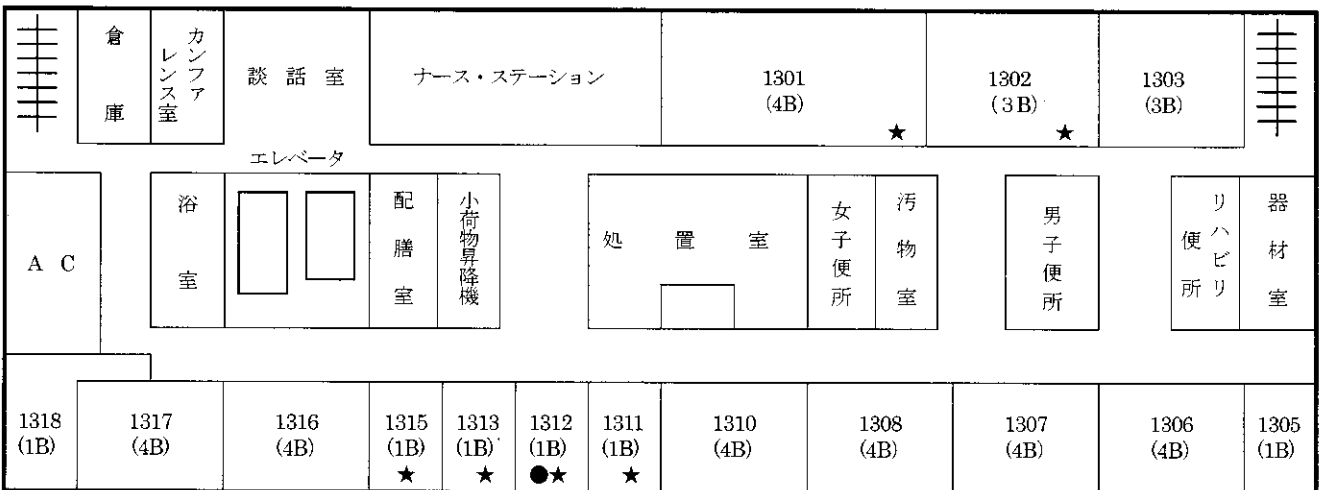 倉庫
カンファレンス室
談話室
ナース・ステーション
1301
(4B)
★
1302
(3B)
★
1303
(3B)
エレベータ
AC
浴室
配膳室
小荷物昇降機
処置室
女子便所
汚物室
男子便所
リハビリ便所
器材室
1318
(1B)
1317
(4B)
1316
(4B)
1315
(1B)
★
1313
(1B)
★
1312
(1B)
●★
1311
(1B)
★
1310
(4B)
1308
(4B)
1307
(4B)
1306
(4B)
1305
(1B)